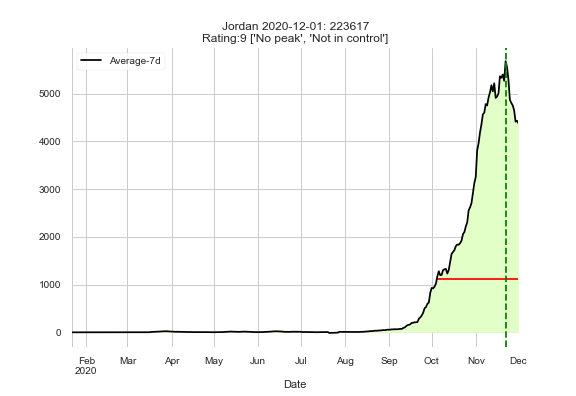 Jordan 2020-12-01: 223617
Rating:9 ['No peak', 'Not in control']
Average-7d
5000
4000
3000
2000
1000
0
Feb Mar Apr May Jun Jul Aug Sep Oct Nov Dec
2020
Date